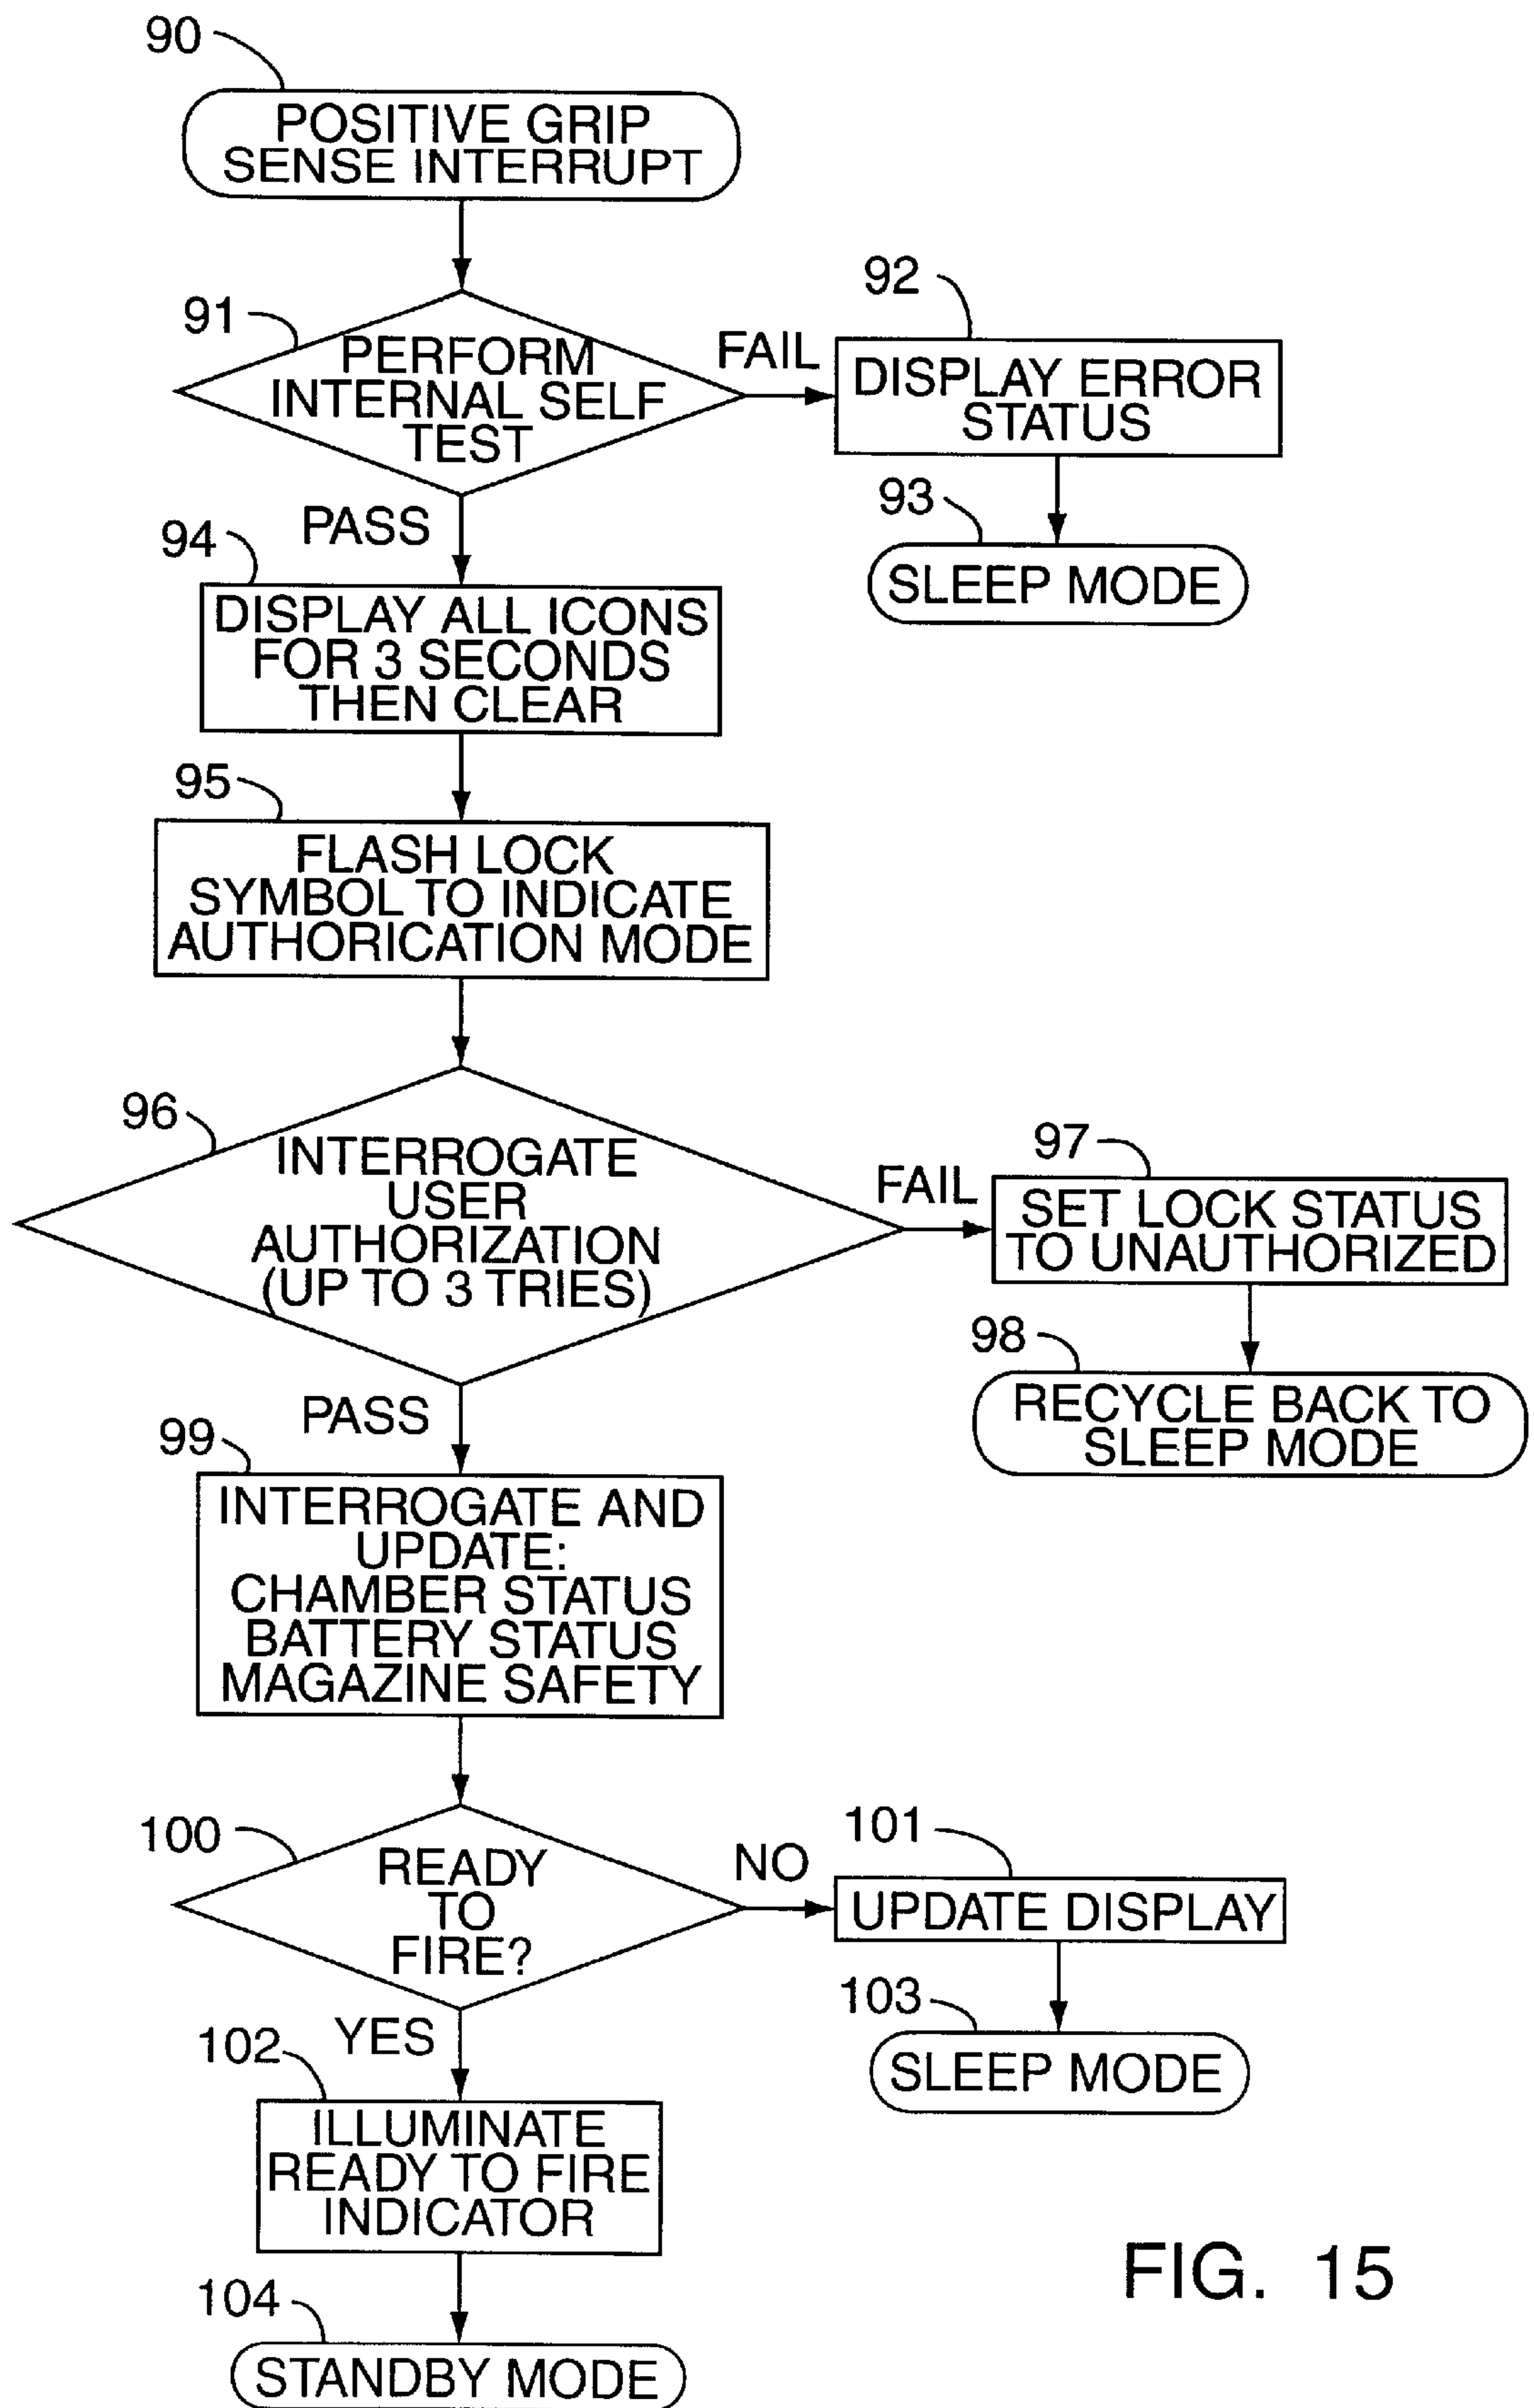 90
POSITIVE GRIP
SENSE INTERRUPT
91
PERFORM
INTERNAL SELF
TEST
FAIL
92
DISPLAY ERROR
STATUS
93
SLEEP MODE
PASS
94
DISPLAY ALL ICONS
FOR 3 SECONDS
THEN CLEAR
95
FLASH LOCK
SYMBOL TO INDICATE
AUTHORICATION MODE
96
INTERROGATE
USER
AUTHORIZATION
(UP TO 3 TRIES)
FAIL
97
SET LOCK STATUS
TO UNAUTHORIZED
98
RECYCLE BACK TO
SLEEP MODE
PASS
99
INTERROGATE AND
UPDATE:
CHAMBER STATUS
BATTERY STATUS
MAGAZINE SAFETY
100
READY
TO
FIRE?
NO
101
UPDATE DISPLAY
103
SLEEP MODE
YES
102
ILLUMINATE
READY TO FIRE
INDICATOR
104
STANDBY MODE
FIG. 15